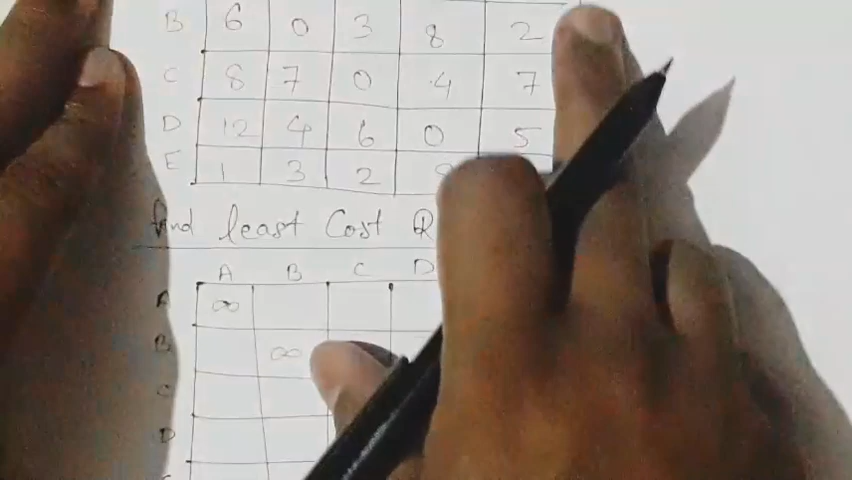 B 6 0 3 8 2
C 8 7 0 4 7
D 12 4 6 0 5
E 1 3 2
find least Cost
A B C D
A ∞
B ∞
C
D